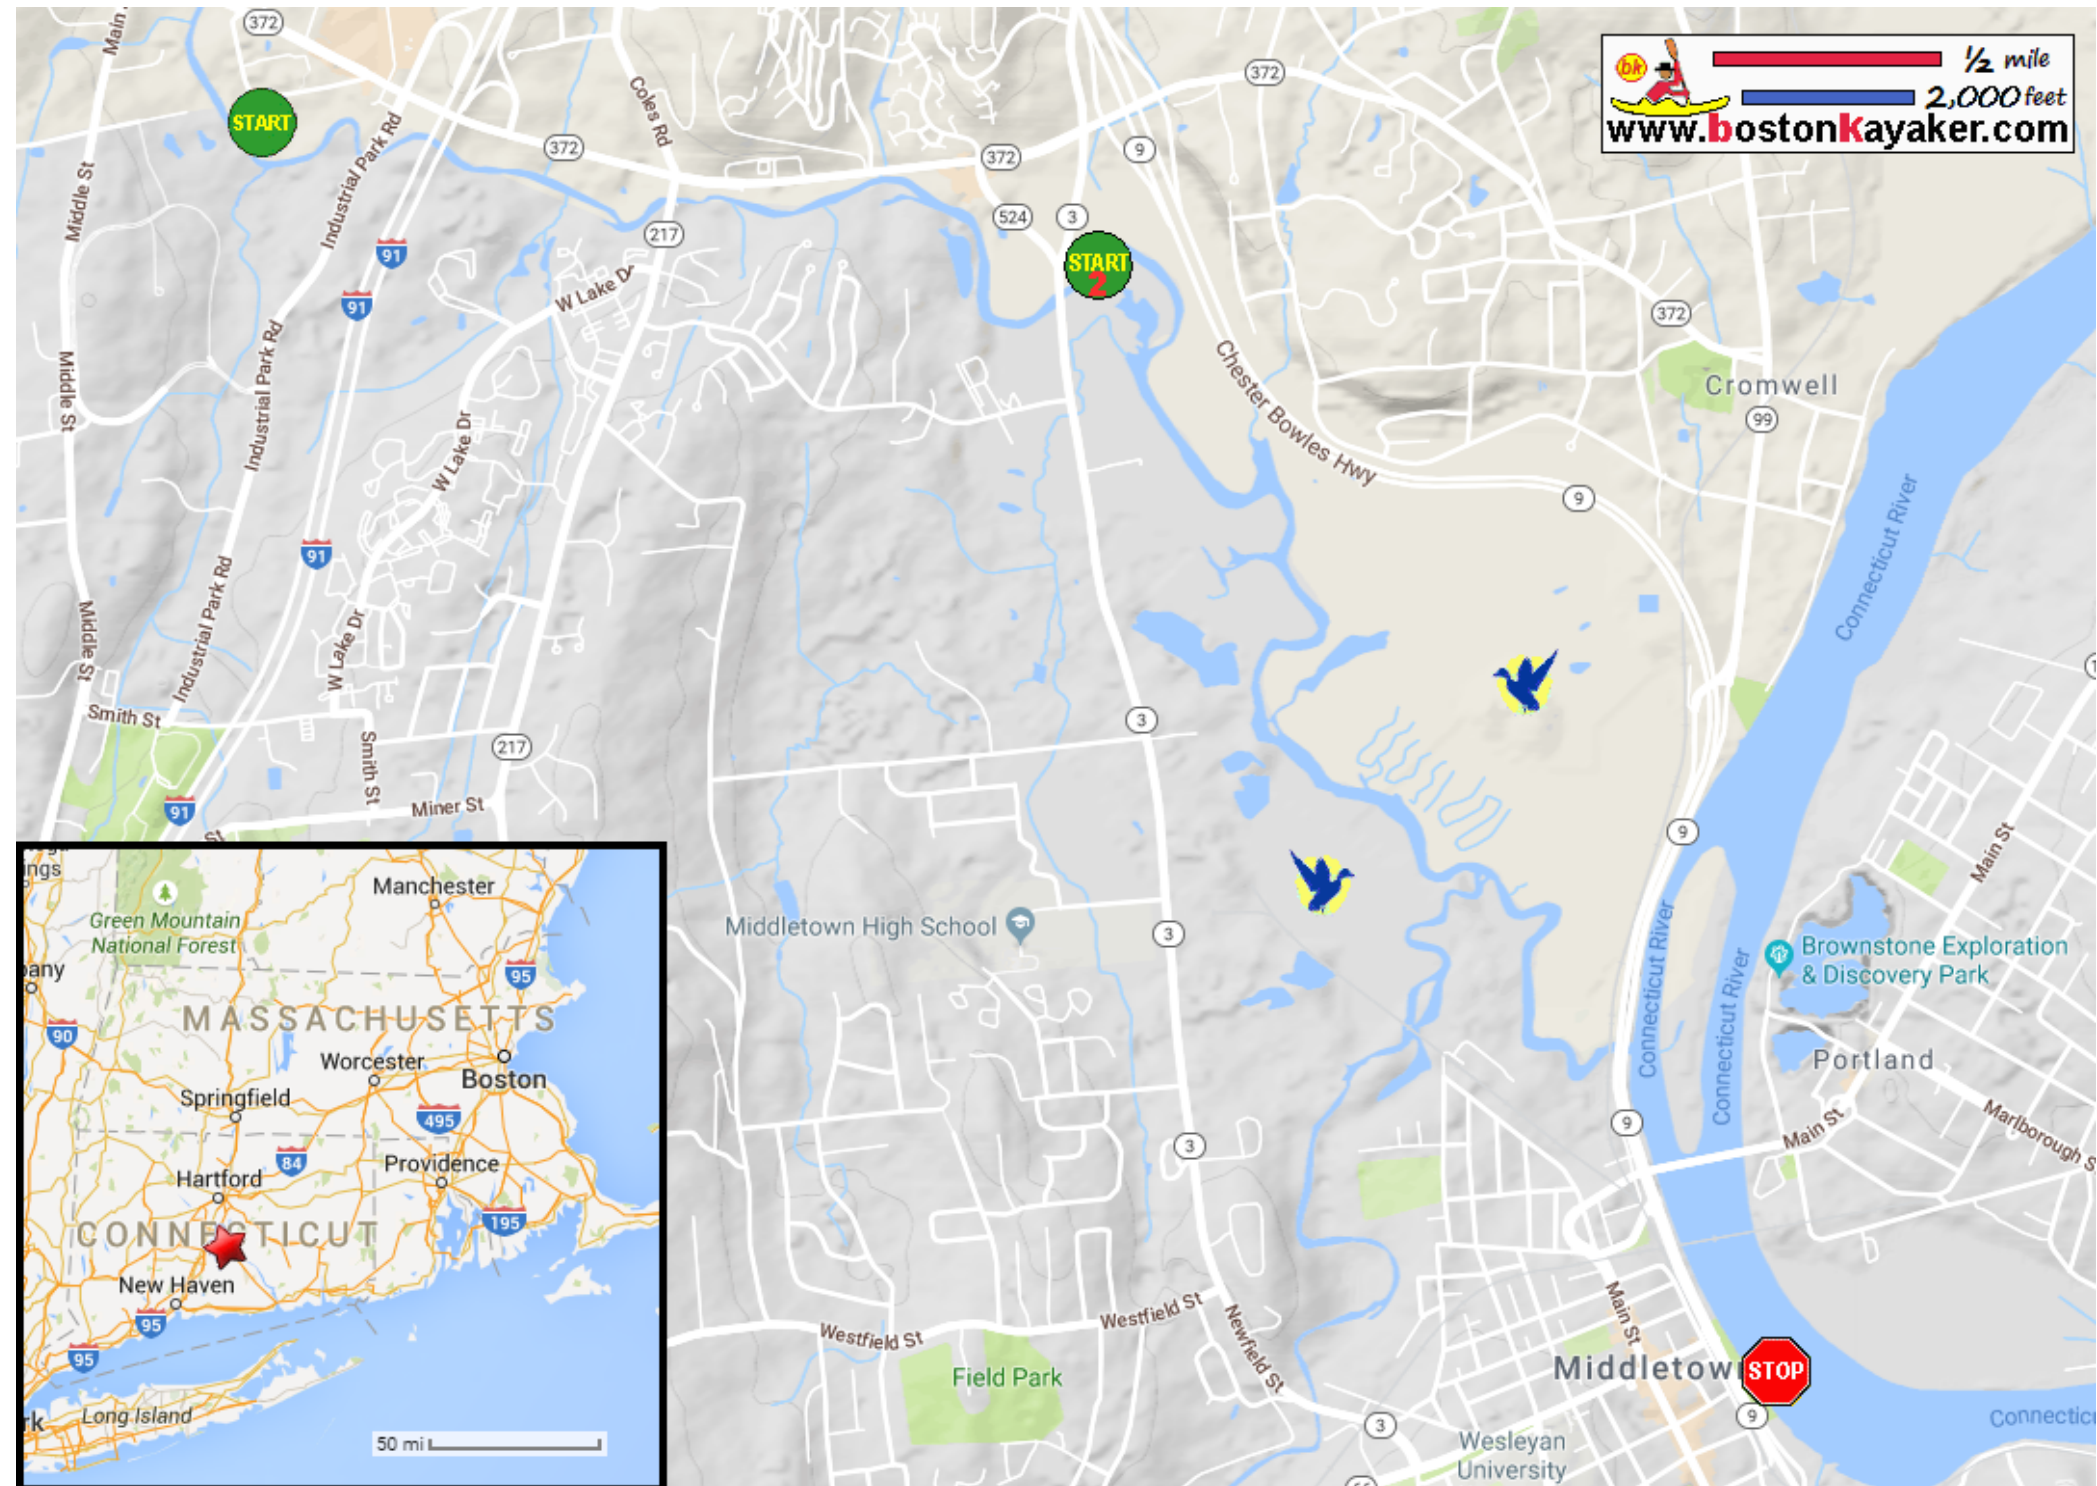 Main
372
START
Industrial Park Rd
Coles Rd
372
372
9
372
bk
½ mile
2,000 feet
www.bostonkayaker.com
Middle St
217
524
3
START
2
91
91
W Lake Dr
372
Industrial Park Rd
Middle St
Chester Bowles Hwy
Cromwell
99
W Lake Dr
9
Connecticut River
91
Industrial Park Rd
Middle St
W Lake Dr
Smith St
3
217
Smith St
91
Miner St
St
9
Main St
Middletown High School
3
Connecticut River
Connecticut River
Brownstone Exploration
& Discovery Park
Portland
Marlborough S
Main St
9
3
Westfield St
Westfield St
Newfield St
Field Park
Main St
Middletow
STOP
9
3
Connectic
Wesleyan
University
ings
Manchester
Green Mountain
National Forest
bany
95
MASSACHUSETTS
90
Worcester
Boston
Springfield
495
84
Providence
Hartford
195
CONNECTICUT
New Haven
95
95
Long Island
rk
50 mi